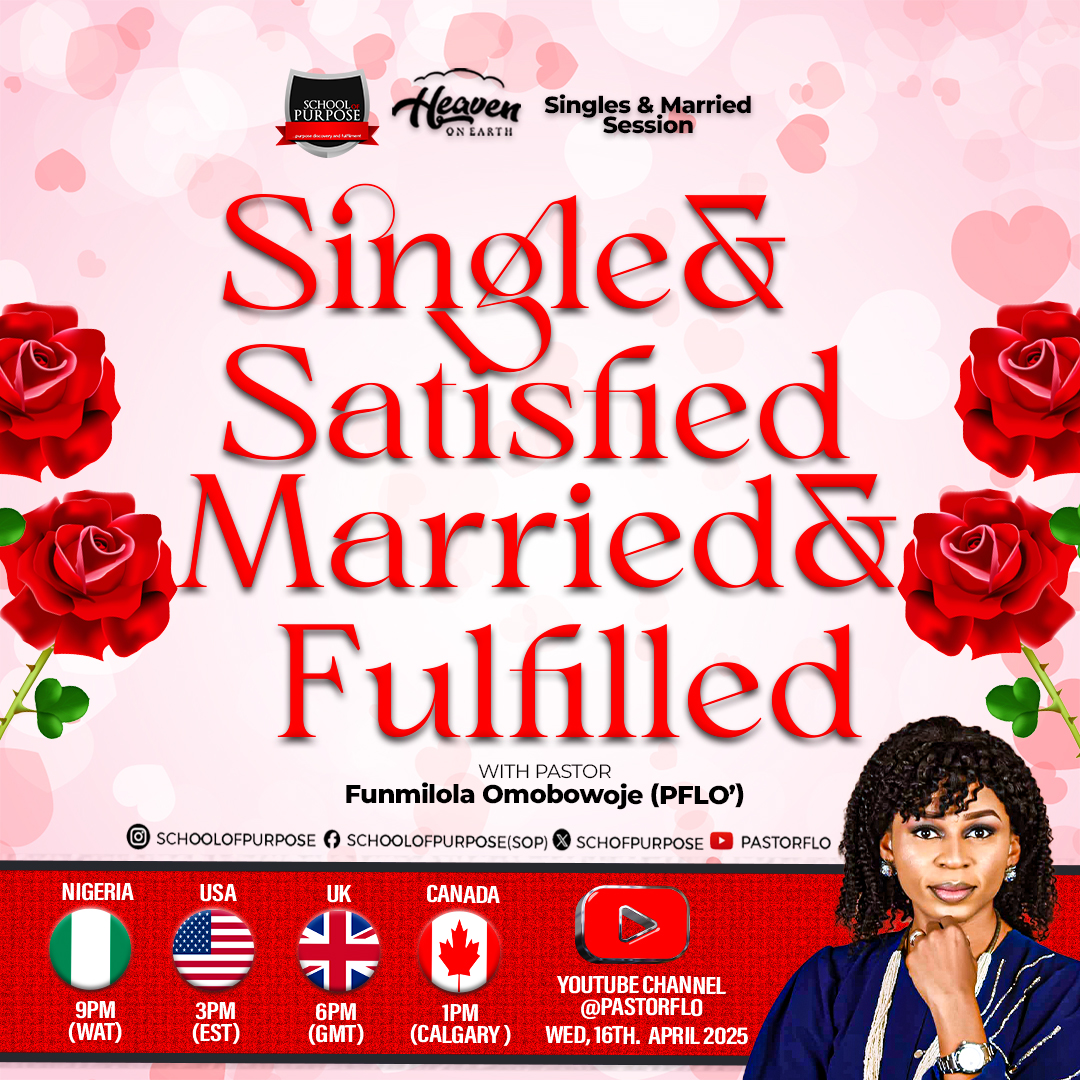 SCHOOL OF
PURPOSE
purpose discovery and fulfilment
Heaven
ON EARTH
Singles & Married
Session
Single&
Satisfied
Married&
Fulfilled
WITH PASTOR
Funmilola Omobowoje (PFLO’)
SCHOOLOFPURPOSE SCHOOLOFPURPOSE(SOP) SCHOFPURPOSE PASTORFLO
NIGERIA
9PM
(WAT)
USA
3PM
(EST)
UK
6PM
(GMT)
CANADA
1PM
(CALGARY )
YOUTUBE CHANNEL
@PASTORFLO
WED, 16TH. APRIL 2025